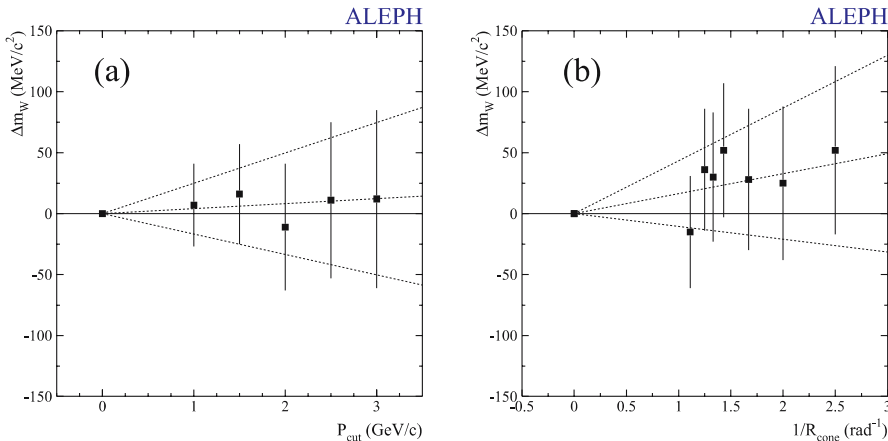 ALEPH
ALEPH
Δm_W (MeV/c²)
(a)
150
100
50
0
-50
-100
-150
0 1 2 3
P_cut (GeV/c)
Δm_W (MeV/c²)
(b)
150
100
50
0
-50
-100
-150
-0.5 0 0.5 1 1.5 2 2.5 3
1/R_cone (rad⁻¹)